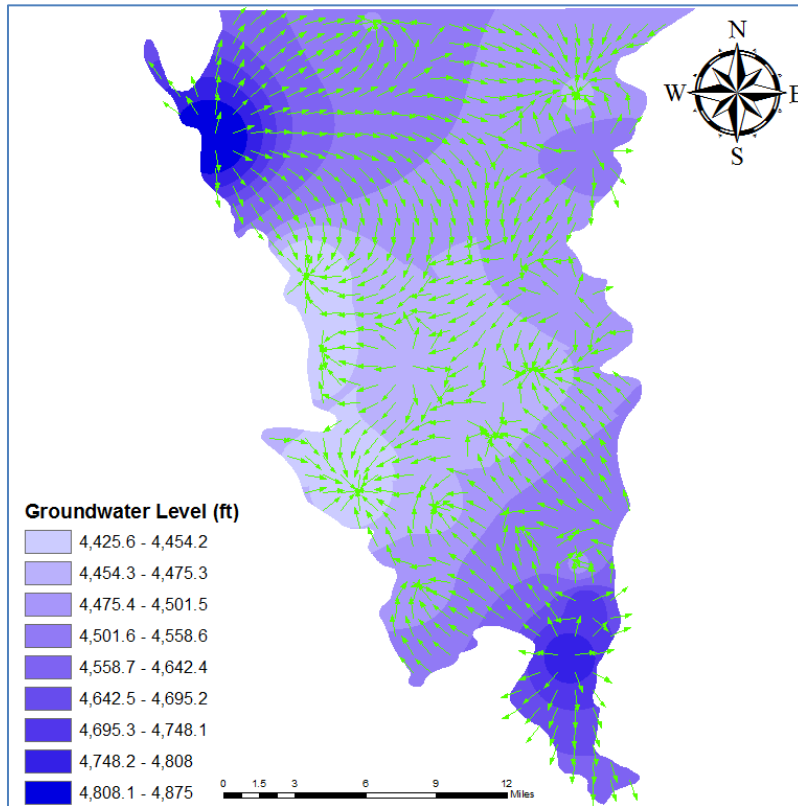 N
W E
S
Groundwater Level (ft)
4,425.6 - 4,454.2
4,454.3 - 4,475.3
4,475.4 - 4,501.5
4,501.6 - 4,558.6
4,558.7 - 4,642.4
4,642.5 - 4,695.2
4,695.3 - 4,748.1
4,748.2 - 4,808
4,808.1 - 4,875
0 1.5 3 6 9 12
Miles